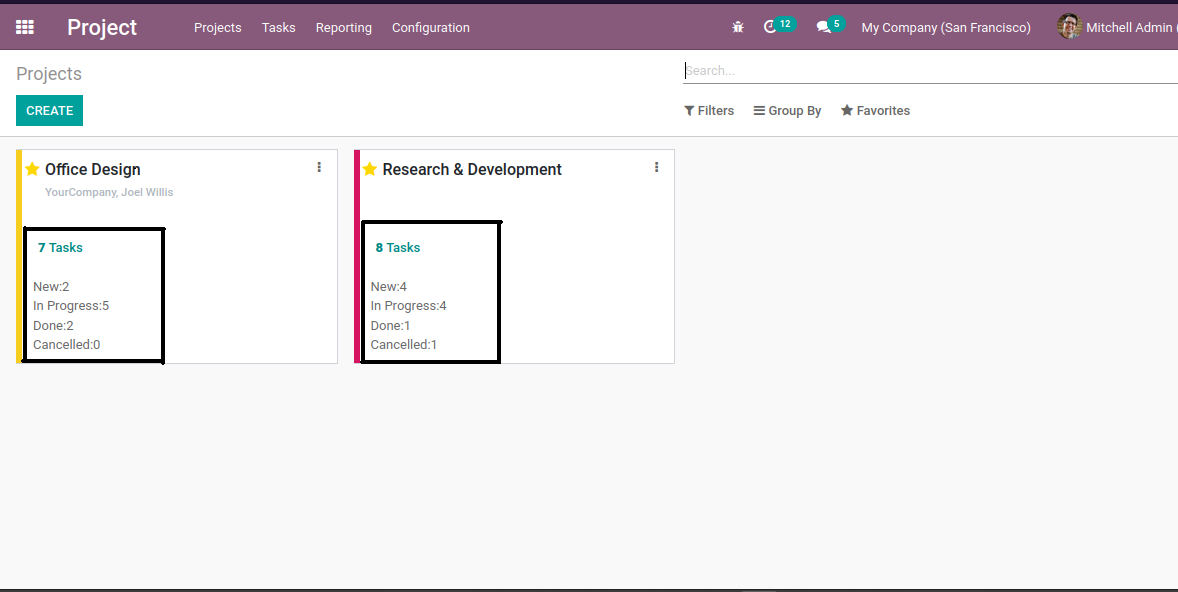 Project
Projects Tasks Reporting Configuration
12
5
My Company (San Francisco)
Mitchell Admin (
Projects
Search...
CREATE
Filters
Group By
Favorites
Office Design
YourCompany, Joel Willis
7 Tasks
New:2
In Progress:5
Done:2
Cancelled:0
Research & Development
8 Tasks
New:4
In Progress:4
Done:1
Cancelled:1